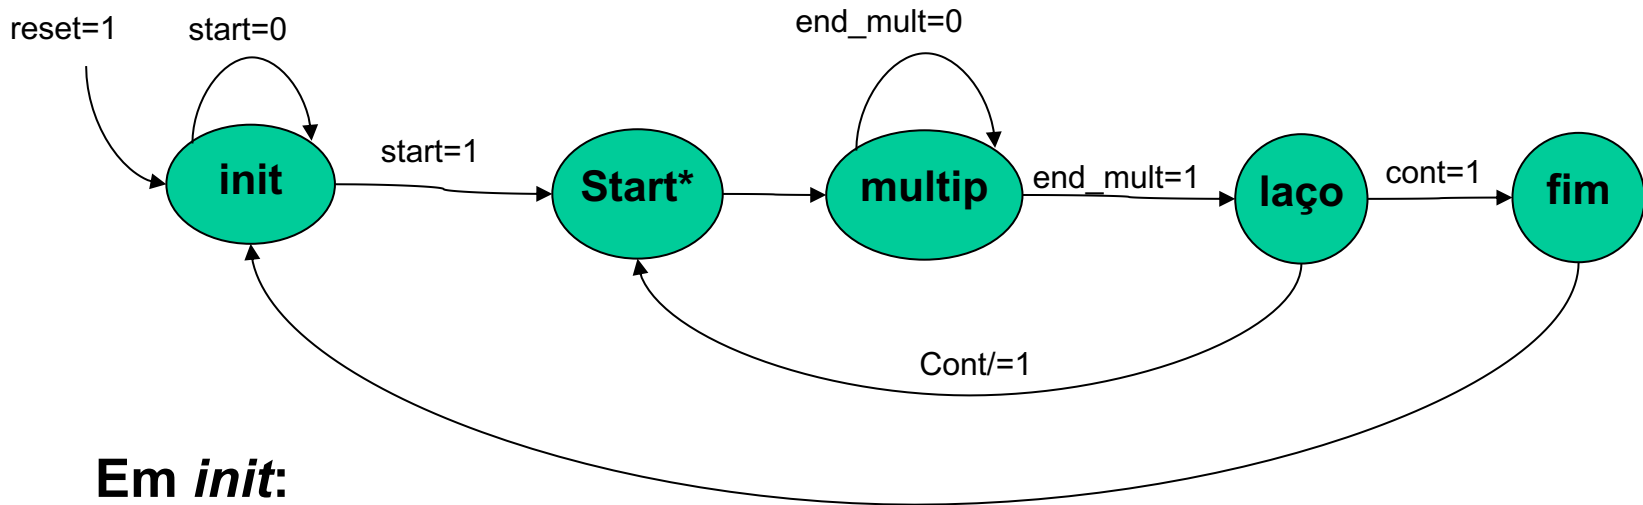 reset=1
start=0
end_mult=0
init
start=1
Start*
multip
end_mult=1
laço
cont=1
fim
Cont/=1
Em init: